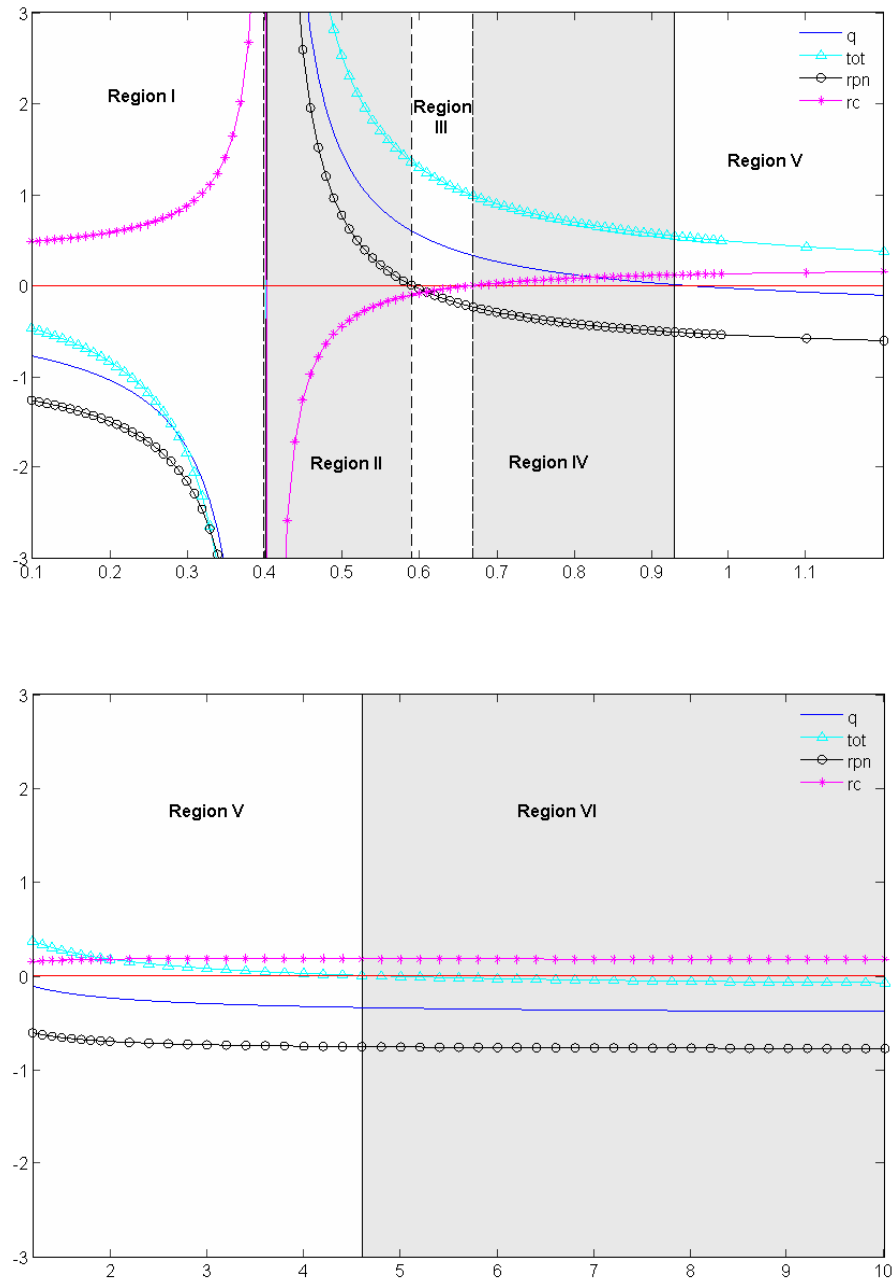 3
2
1
0
-1
-2
-3
0.1
0.2
0.3
0.4
0.5
0.6
0.7
0.8
0.9
1
1.1
Region I
Region II
Region
III
Region IV
Region V
q
tot
rpn
rc
3
2
1
0
-1
-2
-3
2
3
4
5
6
7
8
9
10
Region V
Region VI
q
tot
rpn
rc